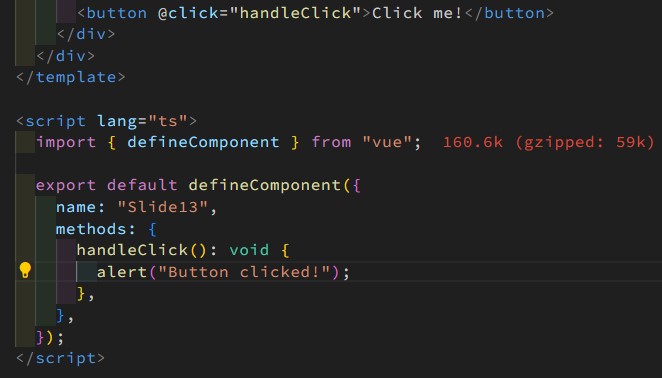 <button @click="handleClick">Click me!</button>
</div>
</div>
</template>
<script lang="ts">
import { defineComponent } from "vue"; 160.6k (gzipped: 59k)
export default defineComponent({
name: "Slide13",
methods: {
handleClick(): void {
alert("Button clicked!");
},
},
});
</script>